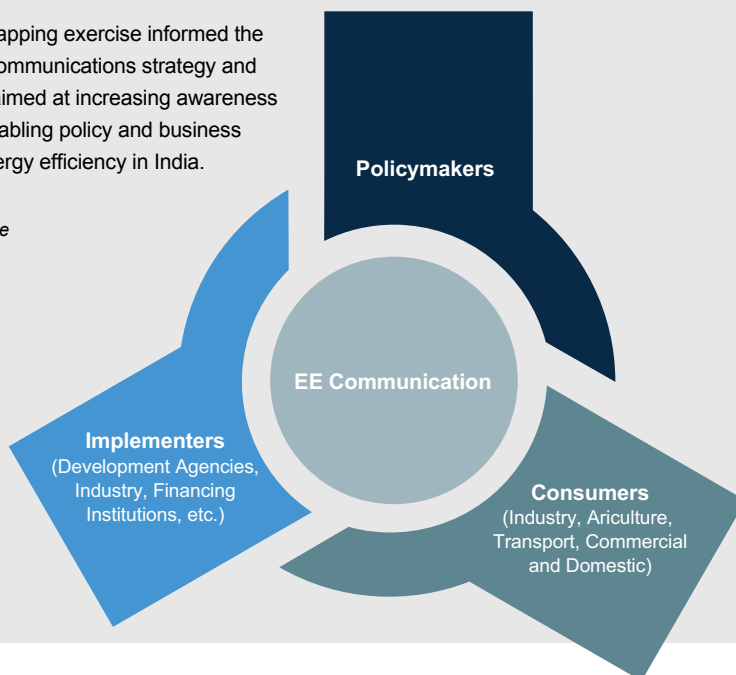 apping exercise informed the
ommunications strategy and
aimed at increasing awareness
abling policy and business
ergy efficiency in India.
e
Policymakers
EE Communication
Implementers
(Development Agencies,
Industry, Financing
Institutions, etc.)
Consumers
(Industry, Ariculture,
Transport, Commercial
and Domestic)